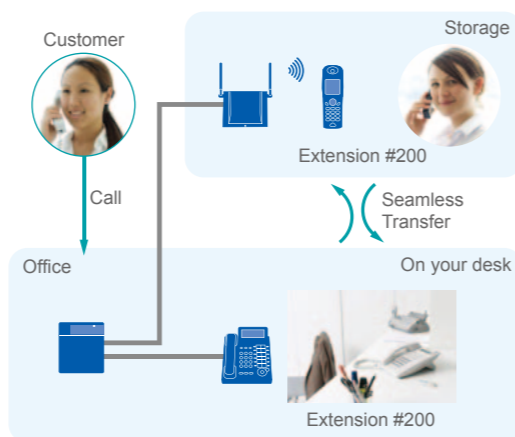 Customer
Storage
Extension #200
Call
Seamless
Transfer
Office
On your desk
Extension #200